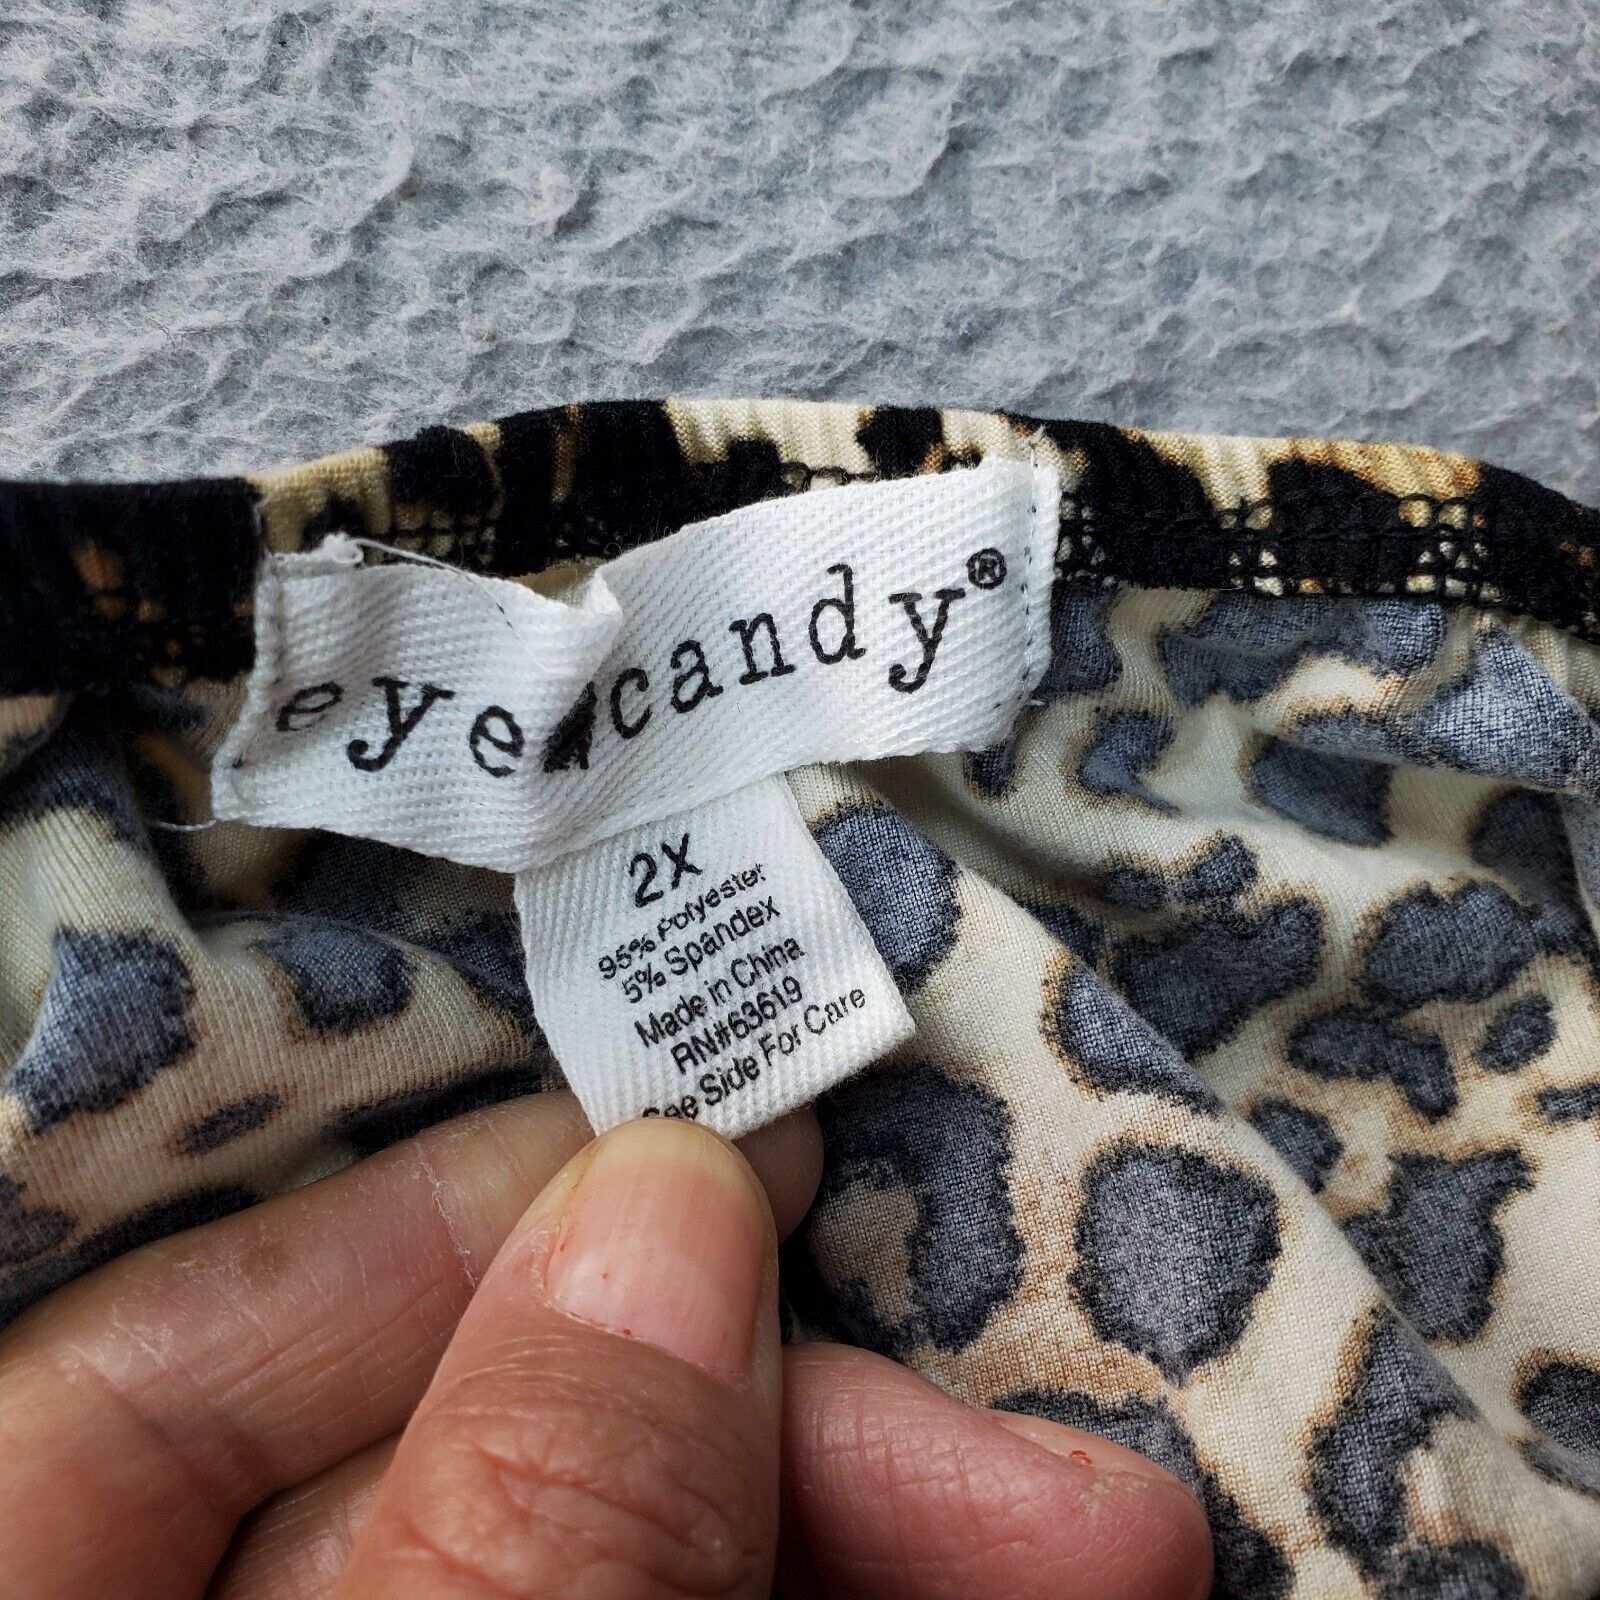 eye candy®
2X
95% Polyester
5% Spandex
Made in China
RN#63619
See Side For Care